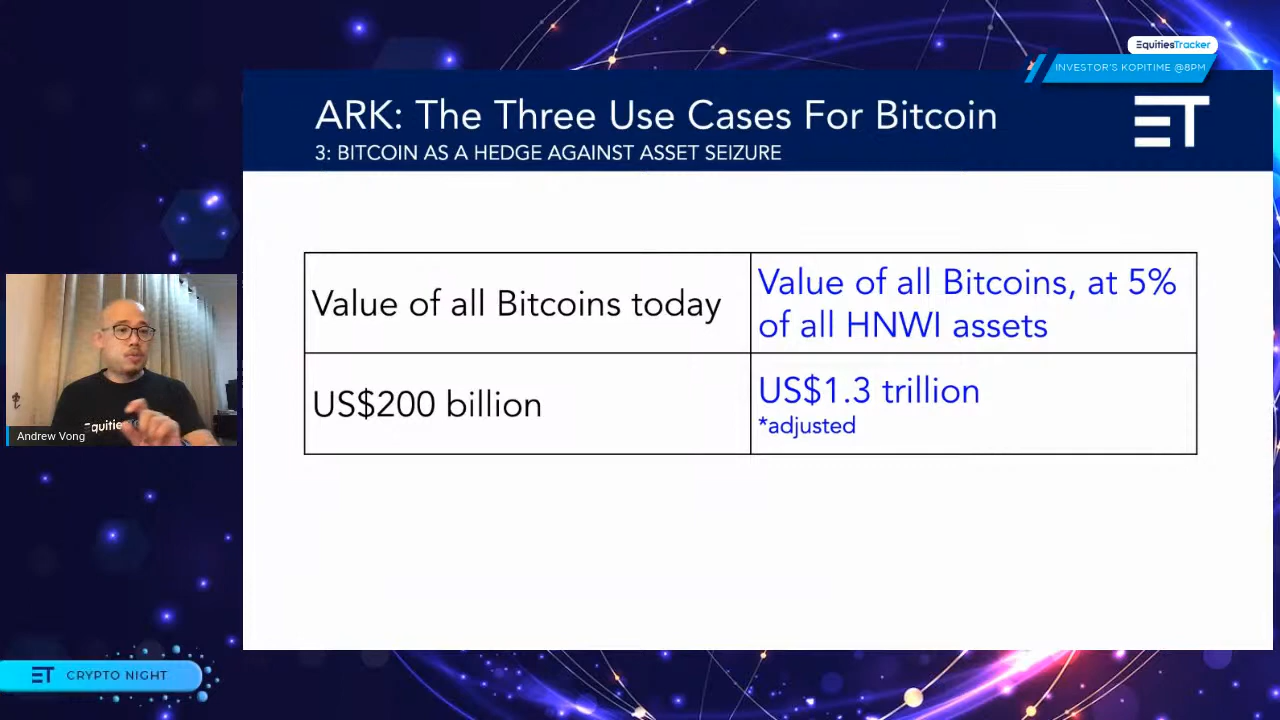 EquitiesTracker
INVESTOR'S KOPITIME @8PM
ARK: The Three Use Cases For Bitcoin
3: BITCOIN AS A HEDGE AGAINST ASSET SEIZURE
ET
Value of all Bitcoins today
Value of all Bitcoins, at 5%
of all HNWI assets
US$200 billion
US$1.3 trillion
*adjusted
Andrew Vong
ET CRYPTO NIGHT